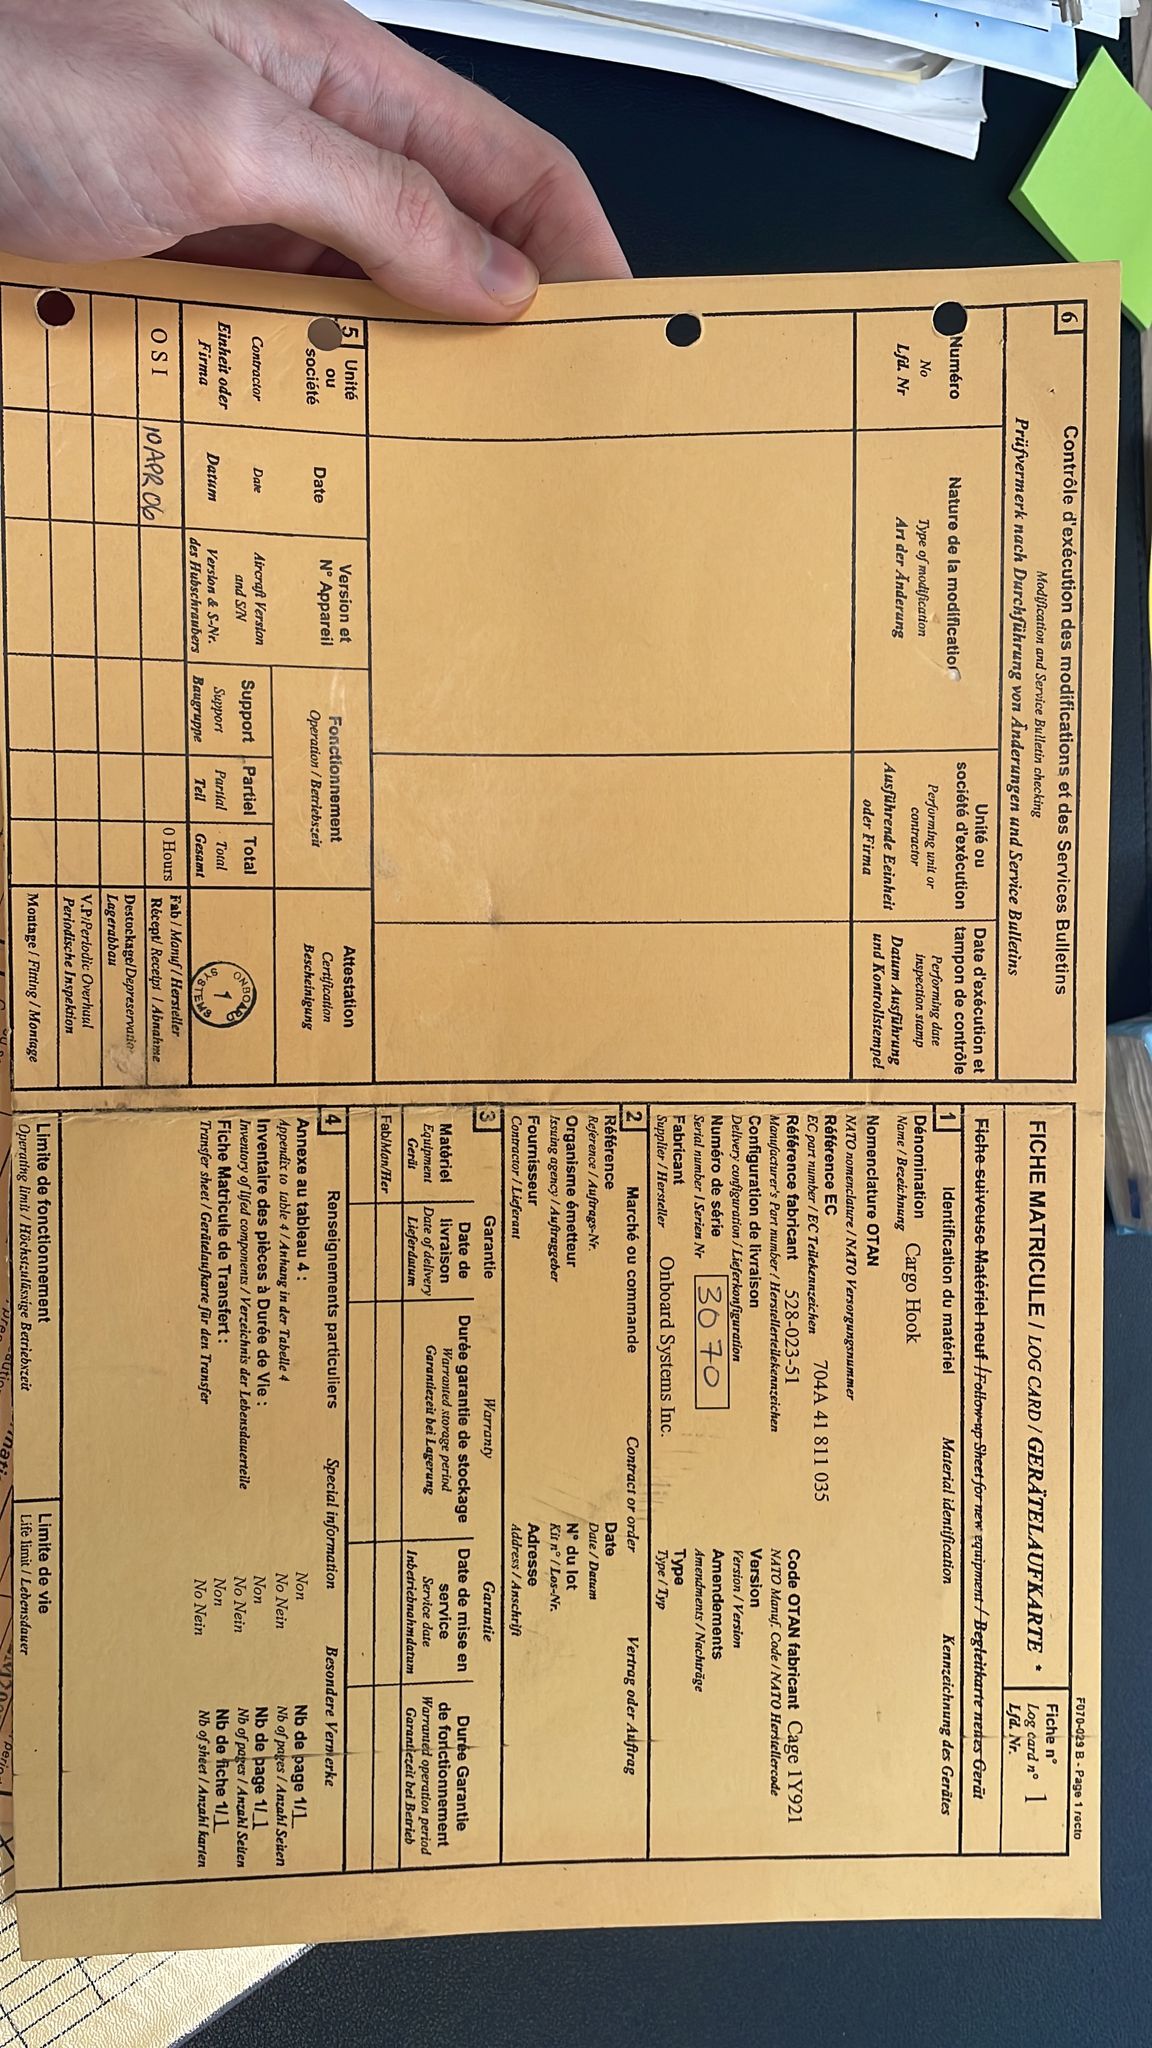 6 Contrôle d'exécution des modifications et des Services Bulletins
Modification and Service Bulletin checking
Prüfvermerk nach Durchführung von Änderungen und Service Bulletins
Numéro
No
Lfd. Nr
Nature de la modification
Type of modification
Art der Änderung
Unité ou
société d'exécution
Performing unit or
contractor
Ausführende Eeinheit
oder Firma
Date d'exécution et
tampon de contrôle
Performing date
inspection stamp
Datum Ausführung
und Kontrollstempel
5 Unité
ou
société
Contractor
Einheit oder
Firma
Date
Date
Datum
Version et
N° Appareil
Aircraft Version
and S/N
Version & S-Nr.
des Hubschraubers
Fonctionnement
Operation / Betriebszeit
Support
Support
Baugruppe
Partiel
Partial
Teil
Total
Total
Gesamt
Attestation
Certification
Bescheinigung
ONBOARD
1
SYSTEMS
O S I
10 APR 06
0 Hours
Fab / Manuf / Hersteller
Récept/ Receipt / Abnahme
Destockage/Depreservation
Lagerabbau
V.P/Periodic Overhaul
Periodische Inspektion
Montage / Fitting / Montage
F070-029 B - Page 1 recto
FICHE MATRICULE / LOG CARD / GERÄTELAUFKARTE *
Fiche n°
Log card n° 1
Lfd. Nr.
Fiche suiveuse Matériel neuf / Follow-up Sheet for new equipment / Begleitkarte neues Gerät
1 Identification du matériel Material identification Kennzeichnung des Gerätes
Dénomination Cargo Hook
Name / Bezeichnung
Nomenclature OTAN
NATO nomenclature / NATO Versorgungsnummer
Référence EC 704A 41 811 035
EC part number / EC Teilekennzeichen
Référence fabricant 528-023-51 Code OTAN fabricant Cage 1Y921
Manufacturer's Part number / Herstellerteilekennzeichen NATO Manuf. Code / NATO Herstellercode
Configuration de livraison Version
Delivery configuration / Lieferkonfiguration Version / Version
Numéro de série 3070 Amendments
Serial number / Serien Nr Amendments / Nachträge
Fabricant Onboard Systems Inc. Type
Supplier / Hersteller Type / Typ
2 Marché ou commande Contract or order Vertrag oder Auftrag
Référence Date
Reference / Auftrags-Nr. Date / Datum
Organisme émetteur N° du lot
Issuing agency / Auftraggeber Kit n° / Los-Nr.
Fournisseur Adresse
Contractor / Lieferant Address / Anschrift
3 Garantie Warranty Garantie
Matériel
Equipment
Gerät
Date de
livraison
Date of delivery
Lieferdatum
Durée garantie de stockage
Warranted storage period
Garantiezeit bei Lagerung
Date de mise en
service
Service date
Inbetriebnahmdatum
Durée Garantie
de fonctionnement
Warranted operation period
Garantiezeit bei Betrieb
Fab/Man/Her
4 Renseignements particuliers Special information Besondere Vermerke
Annexe au tableau 4 : Non Nb de page 1/1
Appendix to table 4 / Anhang in der Tabelle 4 No Nein Nb of pages / Anzahl Seiten
Inventaire des pièces à Durée de Vie : Non Nb de page 1/1
Inventory of lifed components / Verzeichnis der Lebensdauerteile No Nein Nb of pages / Anzahl Seiten
Fiche Matricule de Transfert : Non Nb de fiche 1/1
Transfer sheet / Gerätelaufkarte für den Transfer No Nein Nb of sheet / Anzahl karten
Limite de fonctionnement
Operating limit / Höchstzulässige Betriebszeit
Limite de vie
Life limit / Lebensdauer